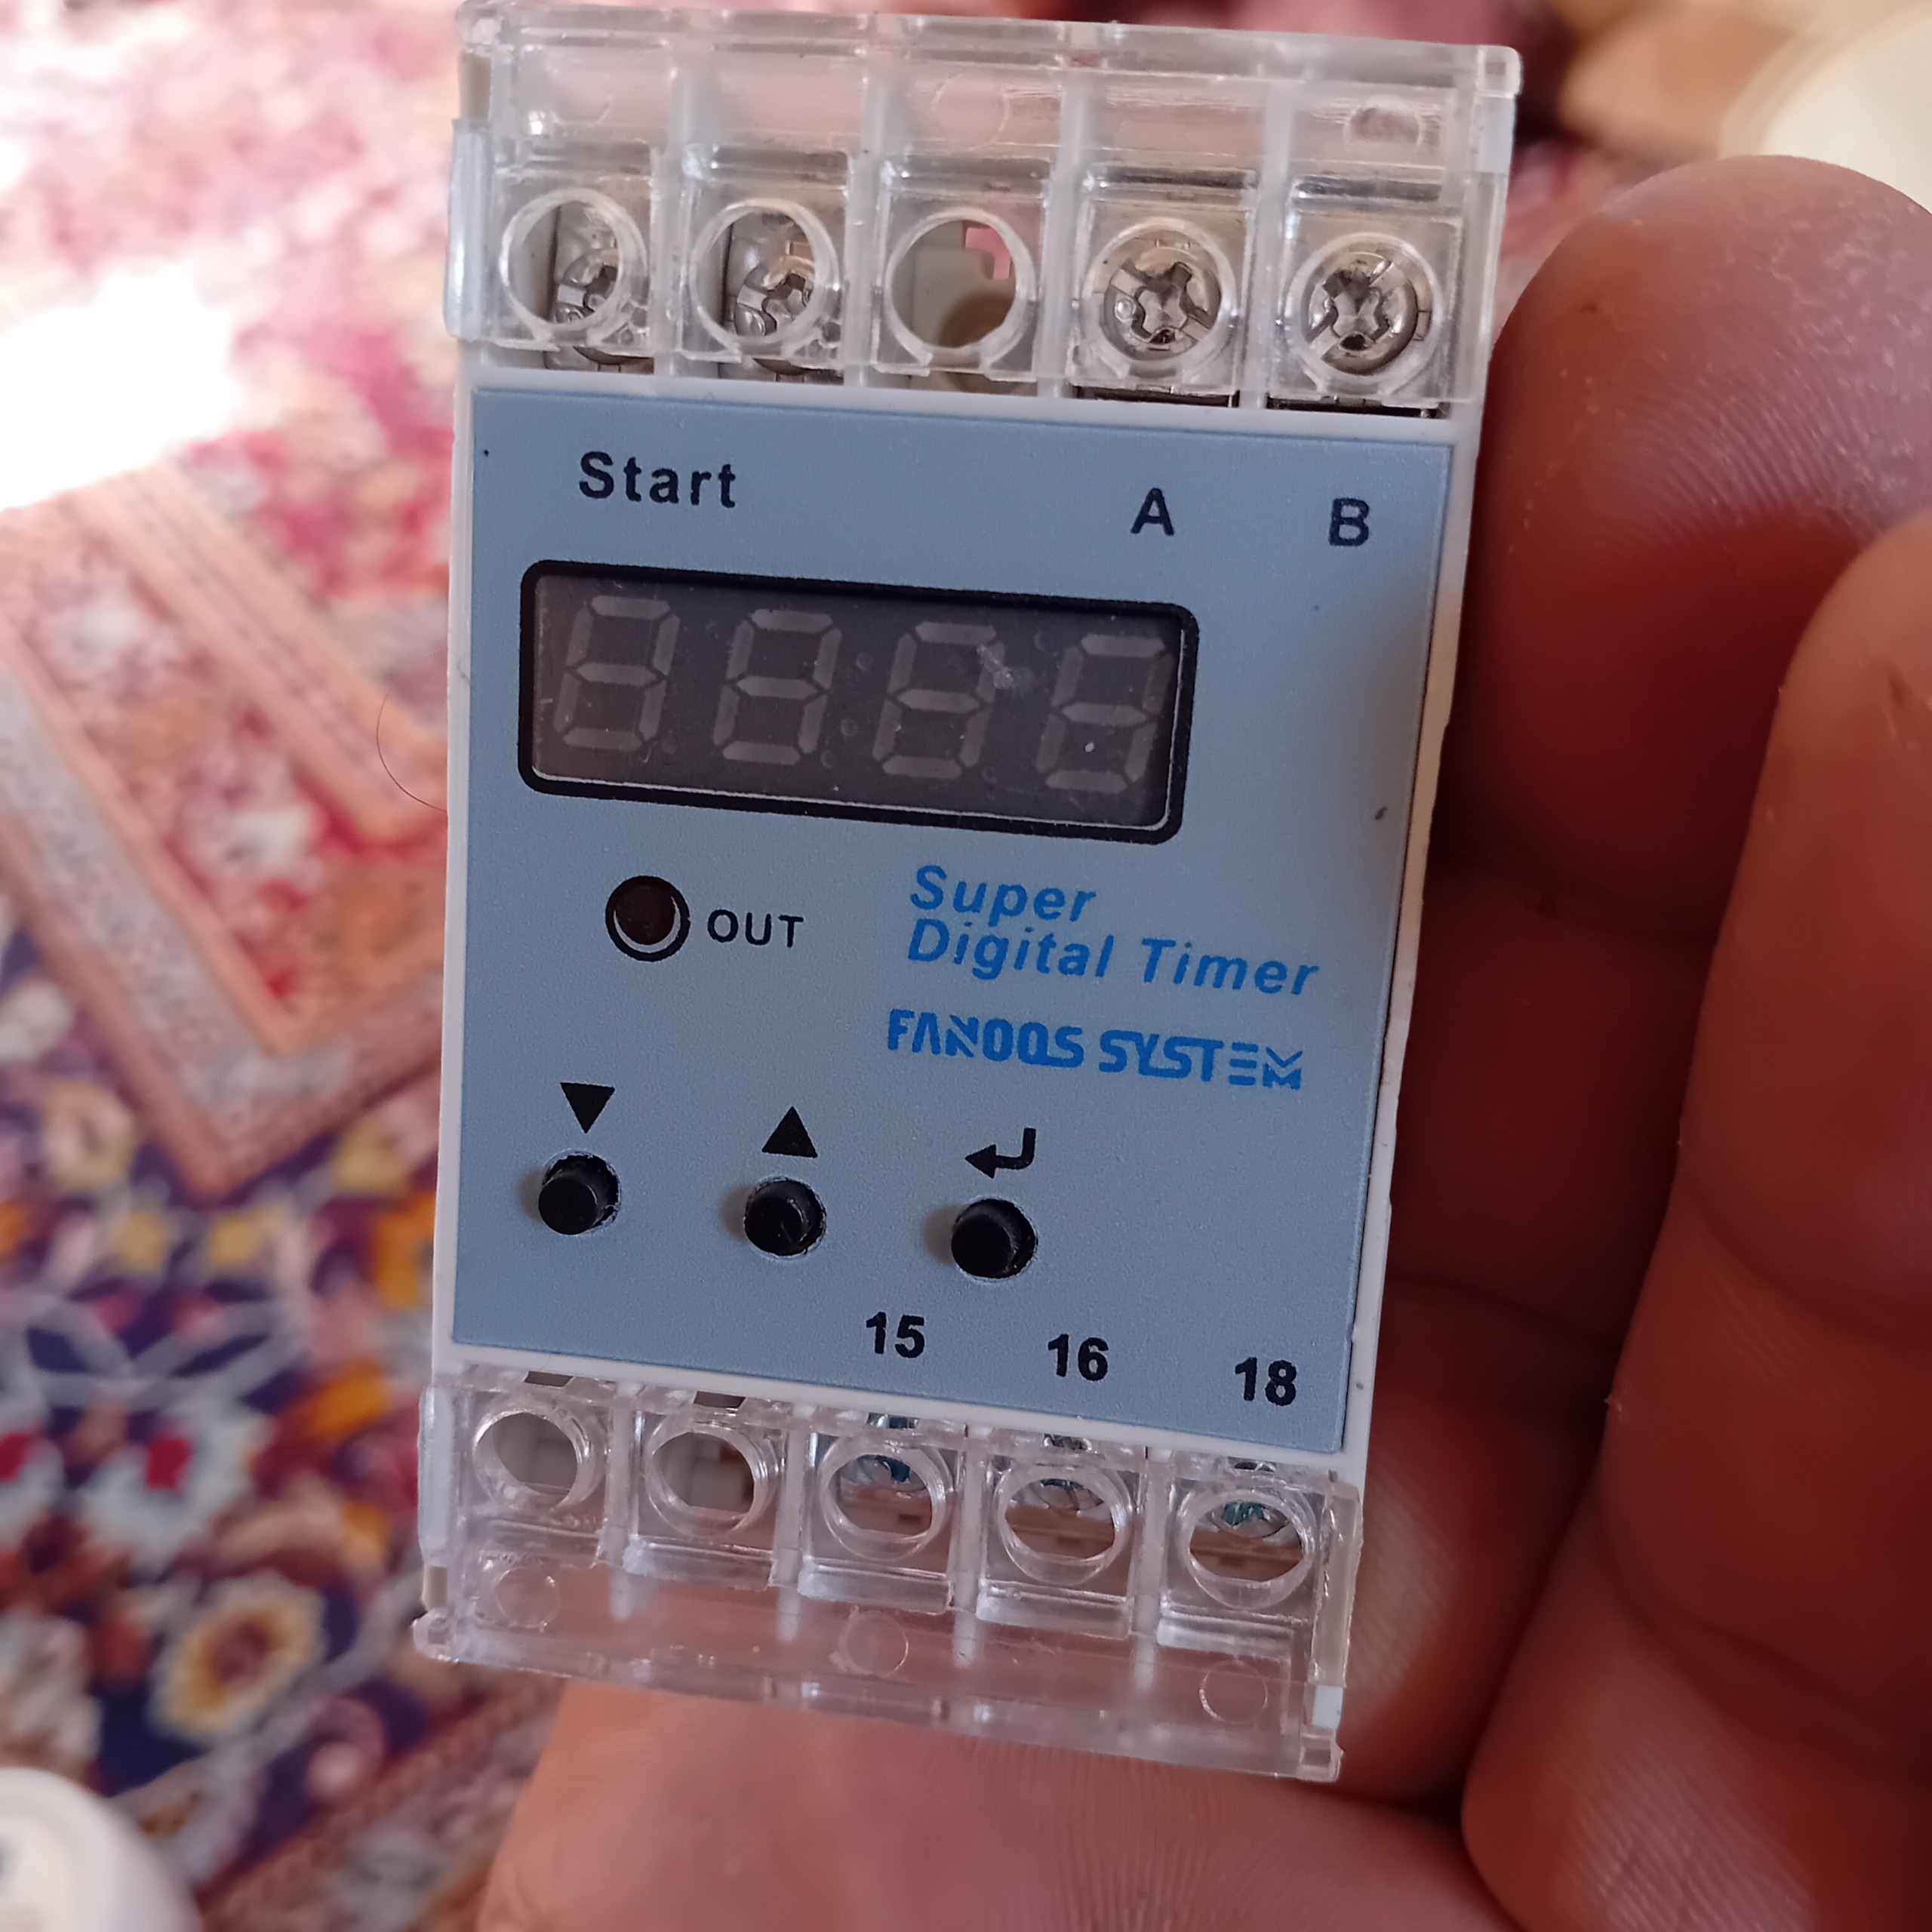 Start A B
OUT
Super
Digital Timer
FANOOS SYSTEM
15 16 18